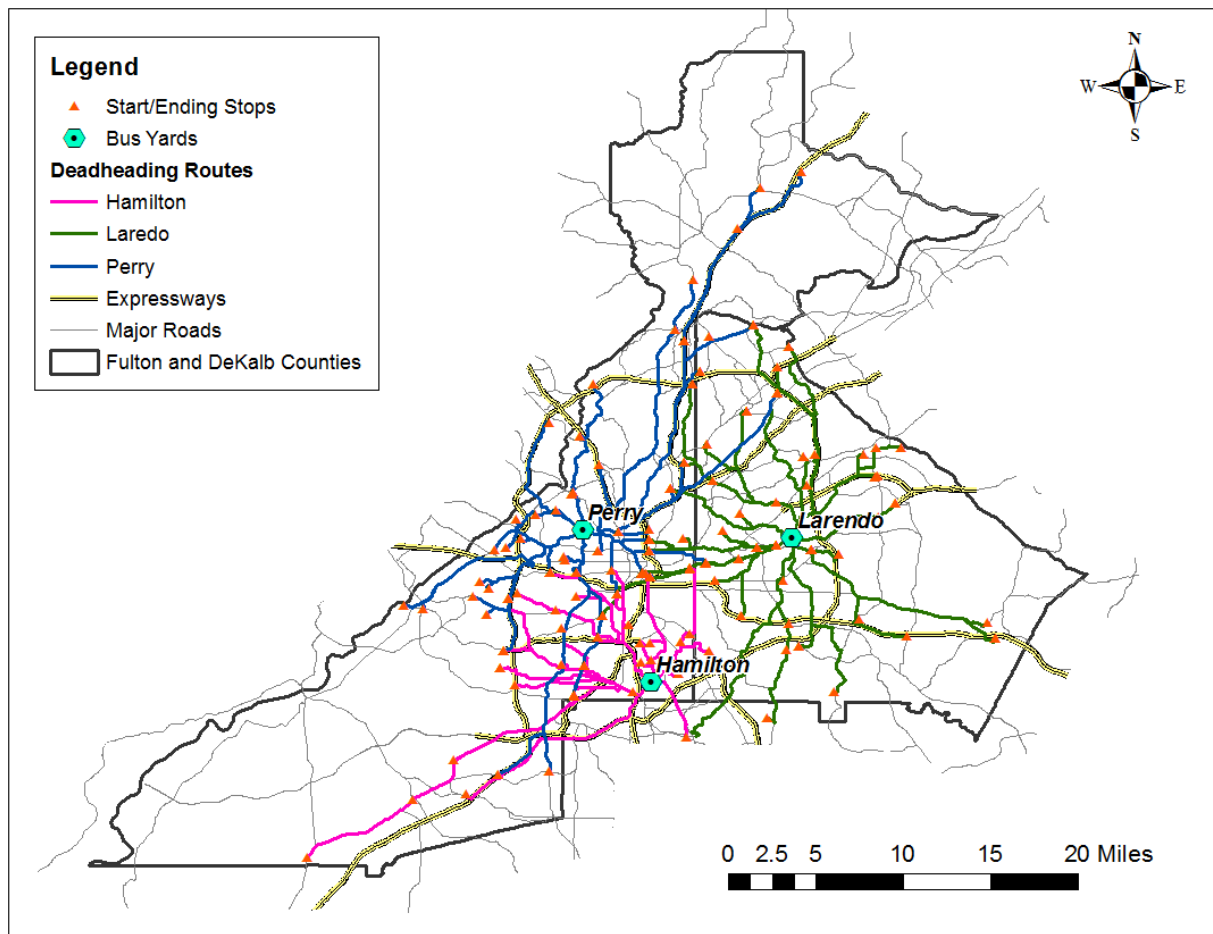 Legend
Start/Ending Stops
Bus Yards
Deadheading Routes
Hamilton
Laredo
Perry
Expressways
Major Roads
Fulton and DeKalb Counties
N
W E
S
Perry
Larendo
Hamilton
0 2.5 5 10 15 20 Miles